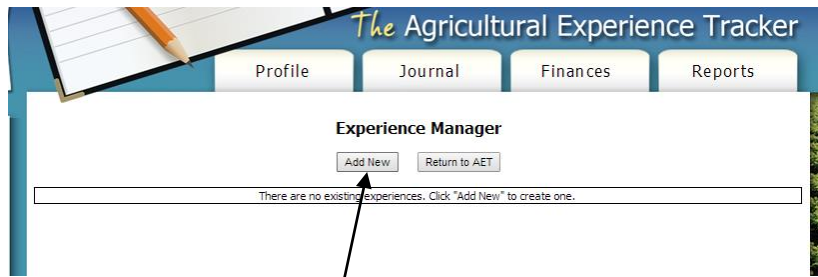 The Agricultural Experience Tracker
Profile Journal Finances Reports
Experience Manager
Add New Return to AET
There are no existing experiences. Click "Add New" to create one.